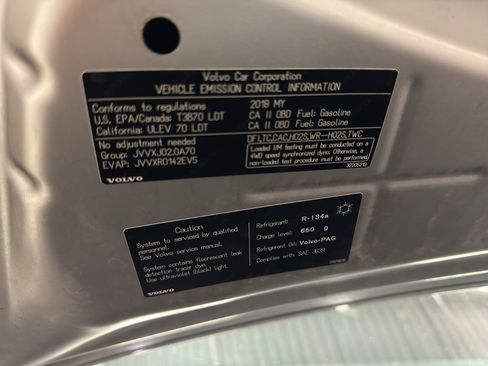 Volvo Car Corporation
VEHICLE EMISSION CONTROL INFORMATION
Conforms to regulations 2018 MY
U.S. EPA/Canada: T3B70 LDT CA II OBD Fuel: Gasoline
California: ULEV 70 LDT CA II OBD Fuel: Gasoline
No adjustment needed DFI,TC,CAC,HO2S,WR-HO2S,TWC
Group: JVVXJ02.0A70
EVAP: JVVXR0142EV5
Loaded I/M testing must be conducted on a
4WD speed synchronized dyno. Otherwise a
non-loaded test procedure must be conducted.
VOLVO
Caution
System to be serviced by qualified
personnel.
See Volvo service manual.
System contains fluorescent leak
detection tracer dye.
Use ultraviolet (black) light.
VOLVO
Refrigerant: R-134a
Charge level: 650 g
Refrigerant Oil: Volvo-PAG
Comply with SAE J639